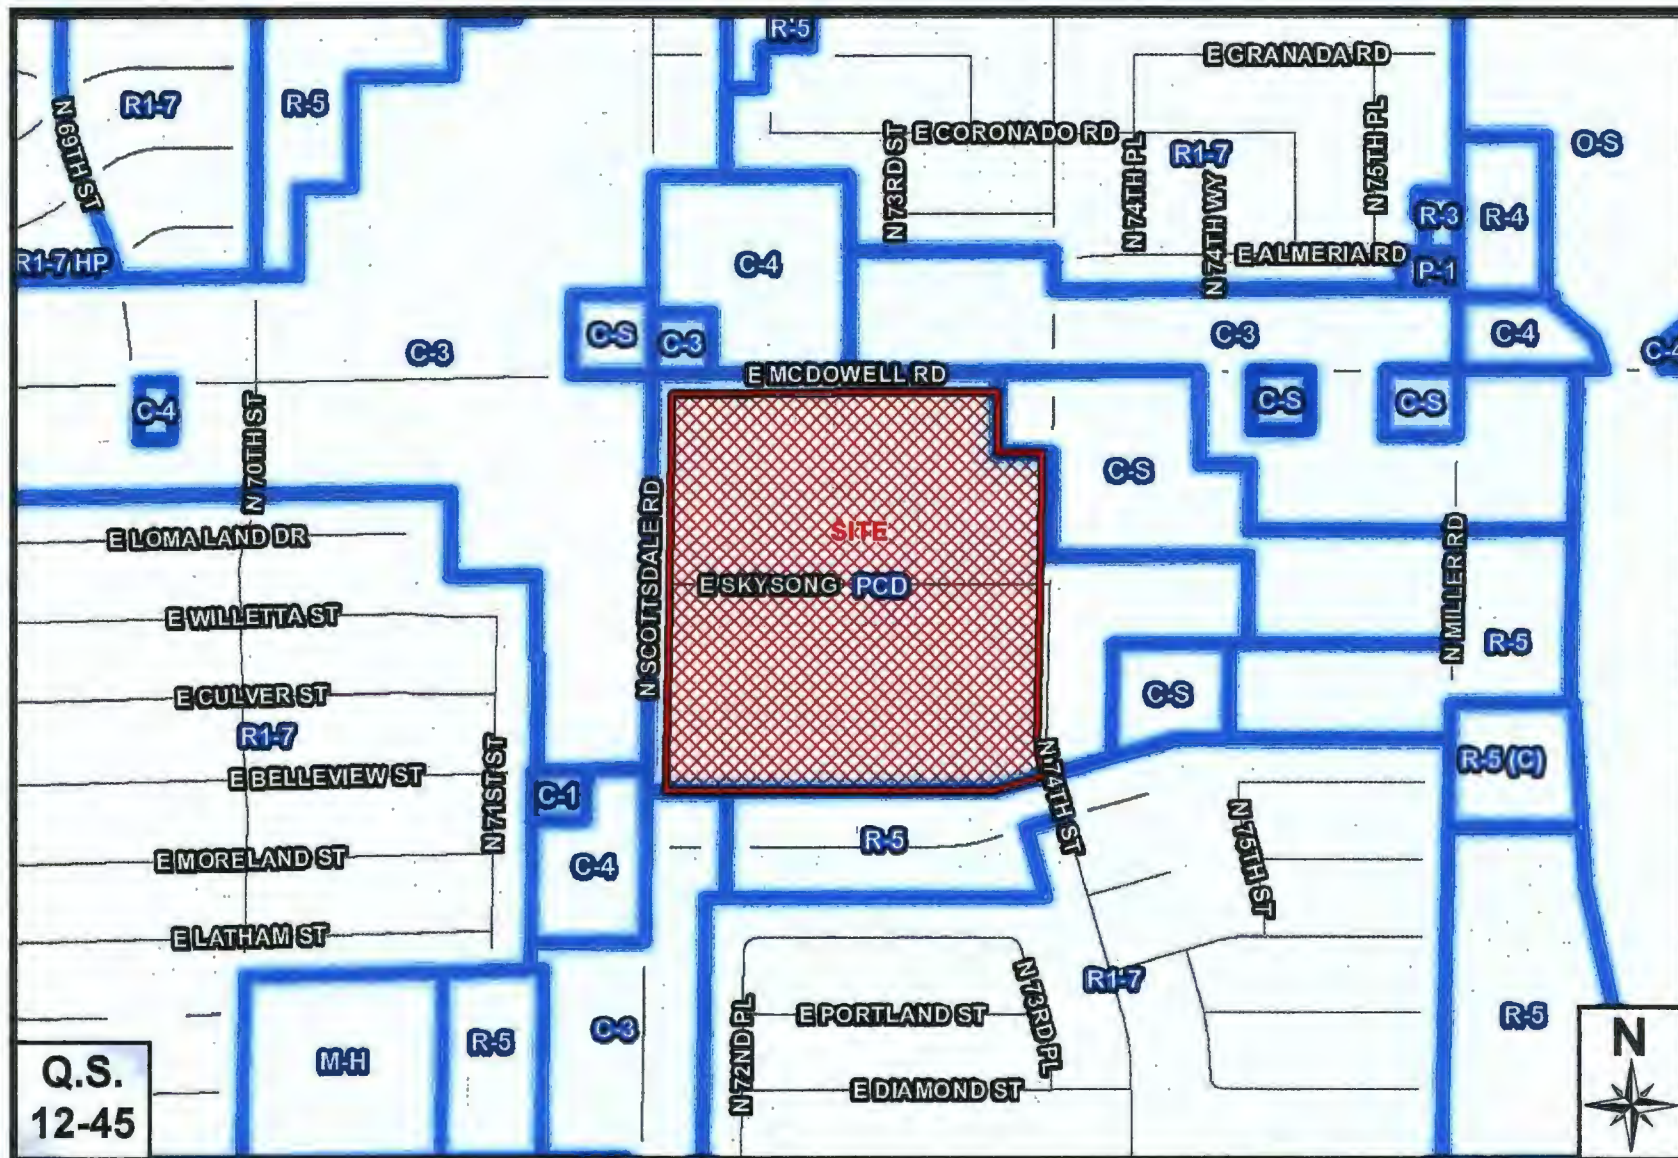 R-5
E GRANADA RD
R1-7
R-5
N 69TH ST
N 73RD ST
E CORONADO RD
N 74TH PL
R1-7
N 74TH WY
N 75TH PL
O-S
R-3
R-4
R1-7 HP
C-4
E ALMERIA RD
P-1
C-S
C-3
C-3
C-3
C-4
C-4
E MCDOWELL RD
C-4
N 70TH ST
C-S
C-S
C-S
N SCOTTSDALE RD
SITE
E LOMA LAND DR
E SKYSONG
PCD
N MILLER RD
E WILLETTA ST
R-5
E CULVER ST
C-S
R1-7
N 71ST ST
E BELLEVIEW ST
C-1
N 74TH ST
R-5 (C)
E MORELAND ST
C-4
R-5
N 75TH ST
E LATHAM ST
R1-7
N 72ND PL
E PORTLAND ST
N 73RD PL
C-3
R-5
R-5
M-H
E DIAMOND ST
Q.S.
12-45
N